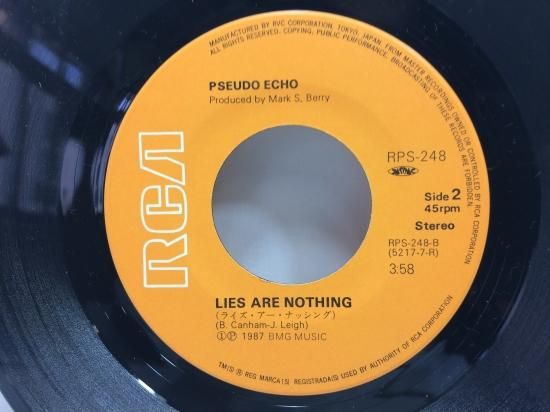 MANUFACTURED BY RVC CORPORATION, TOKYO, JAPAN, FROM MASTER RECORDINGS OWNED OR CONTROLLED BY RCA CORPORATION
ALL RIGHTS RESERVED. COPYING, PUBLIC PERFORMANCE, BROADCASTING OF THESE RECORDINGS ARE FORBIDDEN.
PSEUDO ECHO
Produced by Mark S. Berry
RCA
RPS-248
Side 2
45rpm
Stereo
RPS-248-B
(5217-7-R)
3:58
LIES ARE NOTHING
(ライズ・アー・ナッシング)
(B. Canham-J. Leigh)
①Ⓟ 1987 BMG MUSIC
TM(S) ® REG MARCA(S) REGISTRADA(S) USED BY AUTHORITY OF RCA CORPORATION